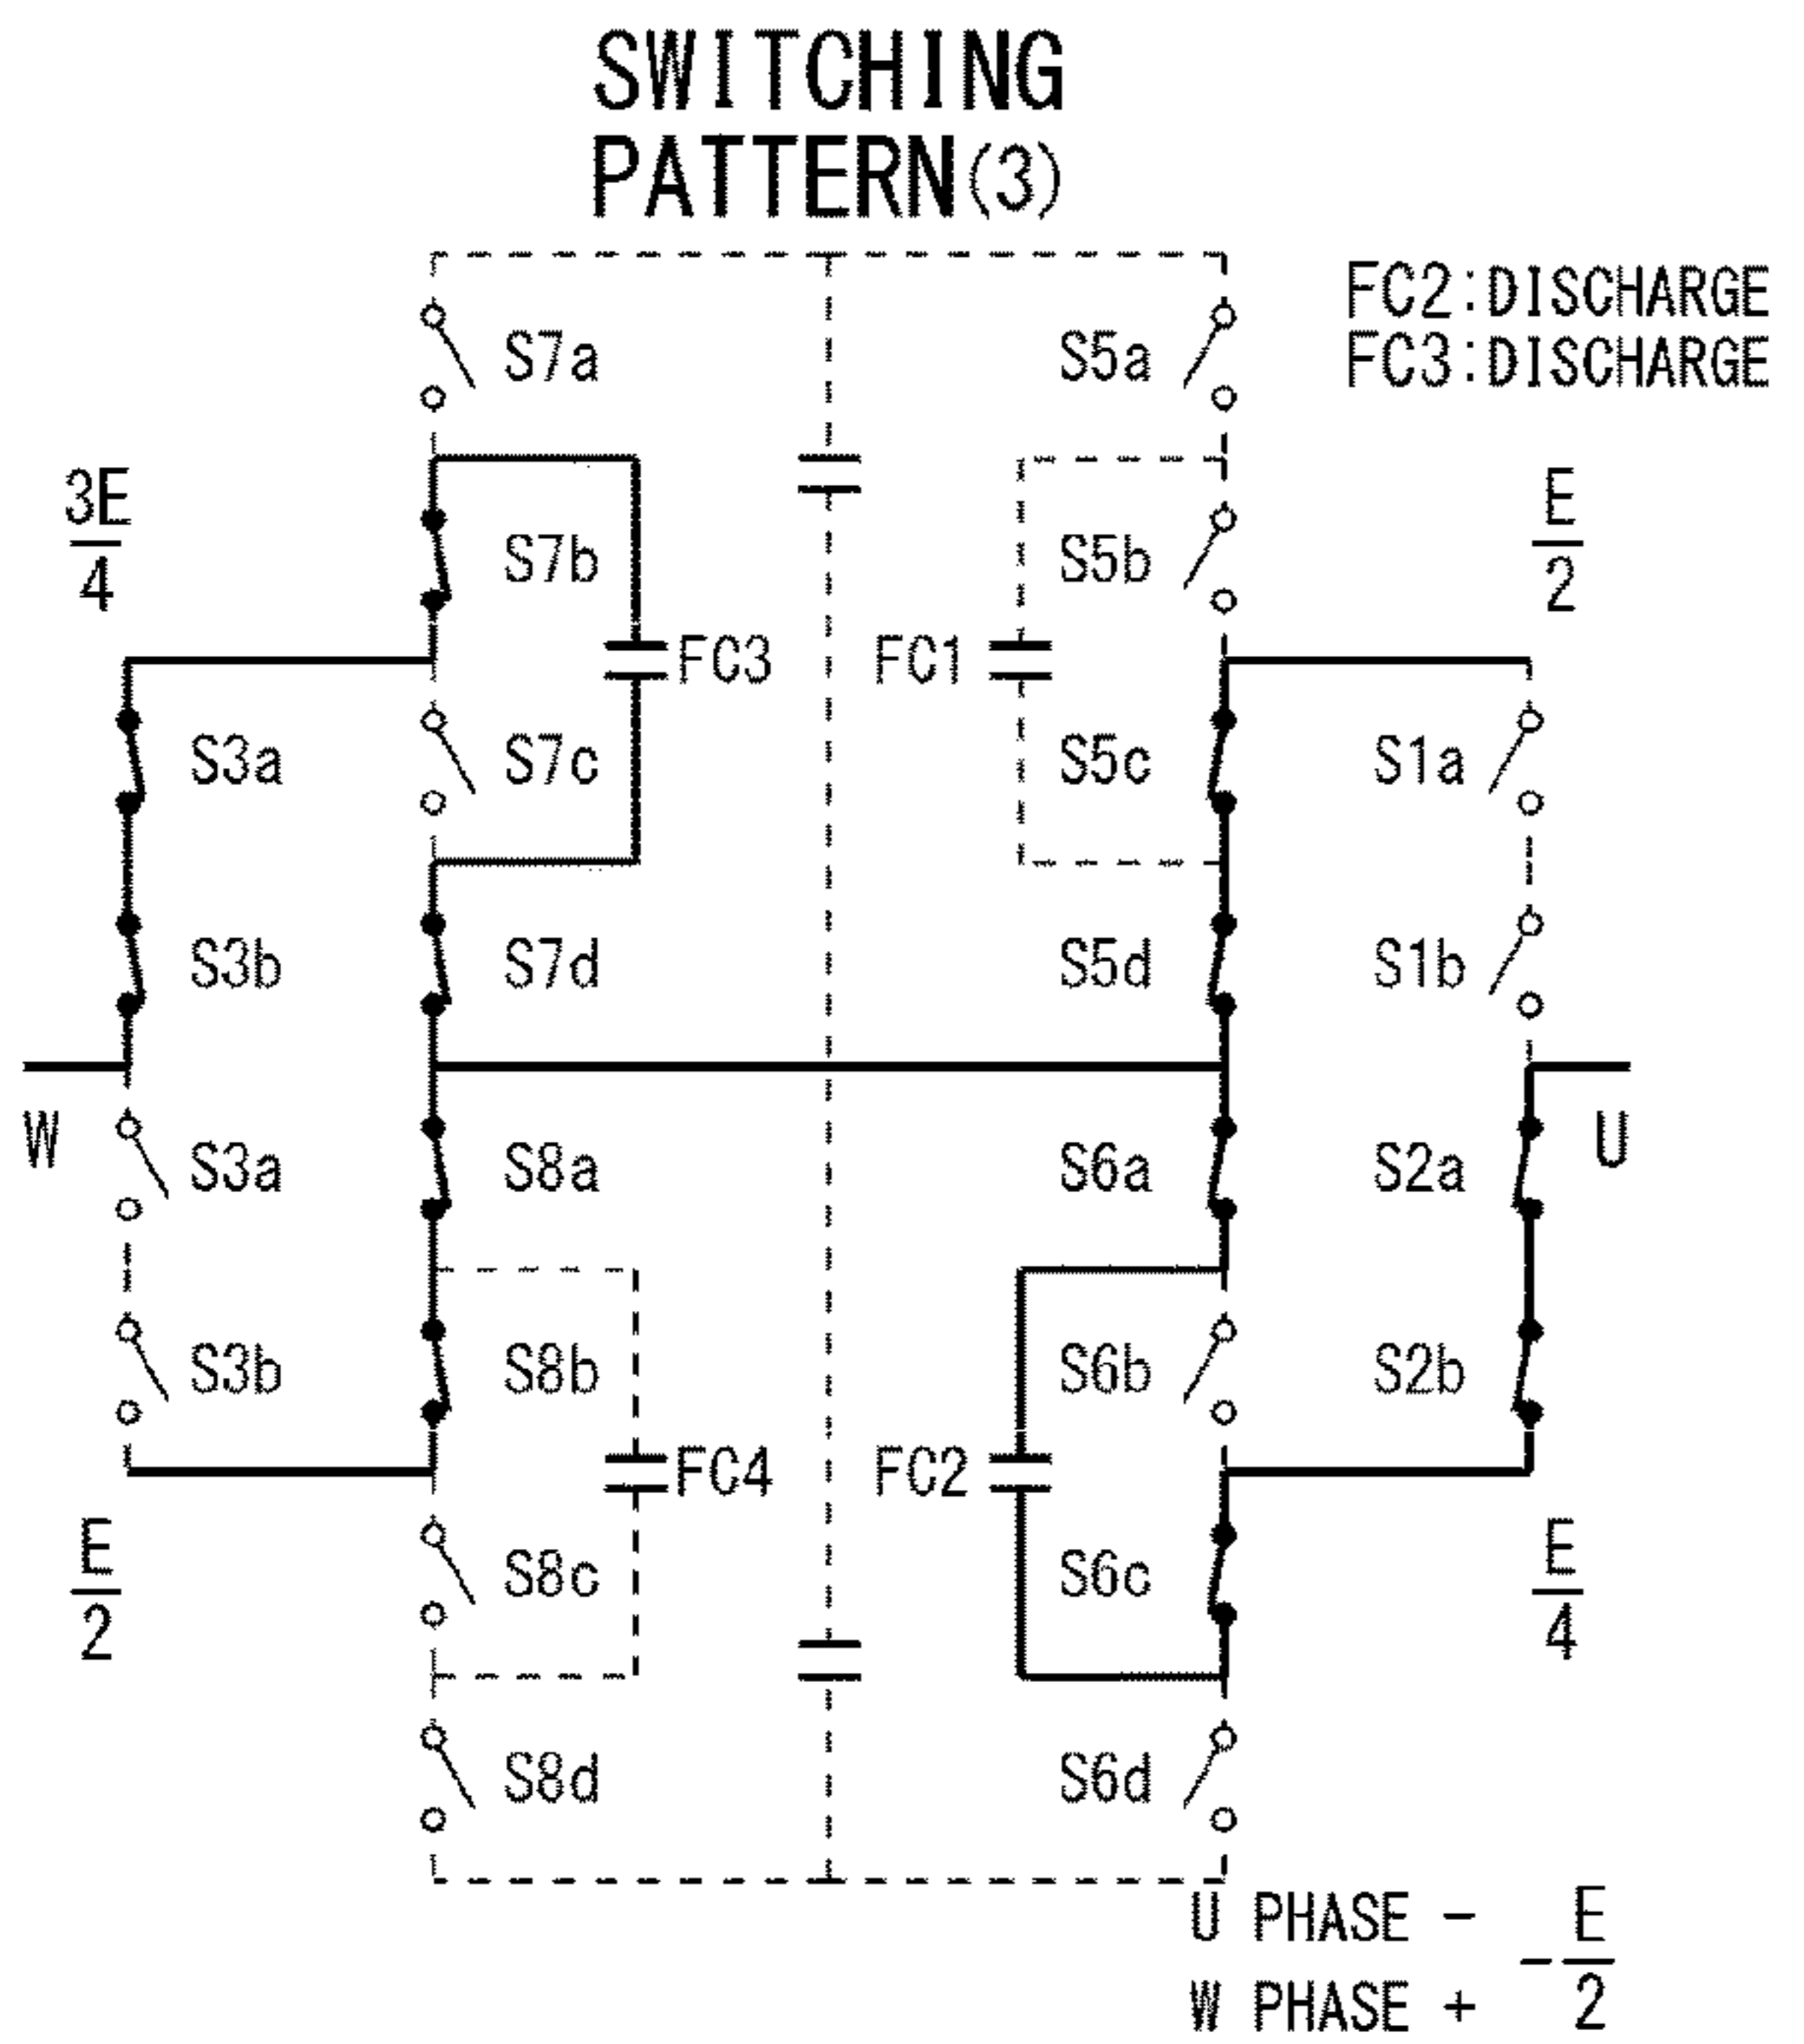 SWITCHING
PATTERN(3)
FC2:DISCHARGE
FC3:DISCHARGE
S7a
S5a
3E
4
E
2
S7b
S5b
FC3
FC1
S3a
S7c
S5c
S1a
S3b
S7d
S5d
S1b
W
U
S3a
S8a
S6a
S2a
S3b
S8b
S6b
S2b
FC4
FC2
E
2
S8c
S6c
E
4
S8d
S6d
U PHASE -
W PHASE +
-E
2